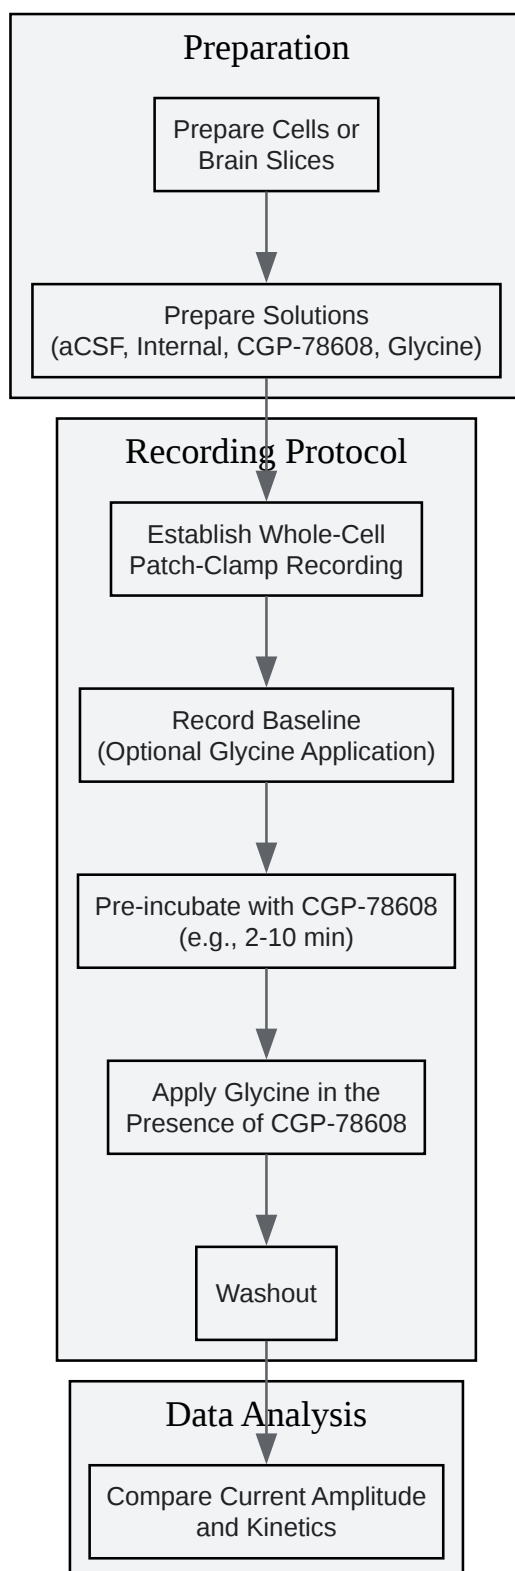 Preparation
Prepare Cells or
Brain Slices
Prepare Solutions
(aCSF, Internal, CGP-78608, Glycine)
Recording Protocol
Establish Whole-Cell
Patch-Clamp Recording
Record Baseline
(Optional Glycine Application)
Pre-incubate with CGP-78608
(e.g., 2-10 min)
Apply Glycine in the
Presence of CGP-78608
Washout
Data Analysis
Compare Current Amplitude
and Kinetics